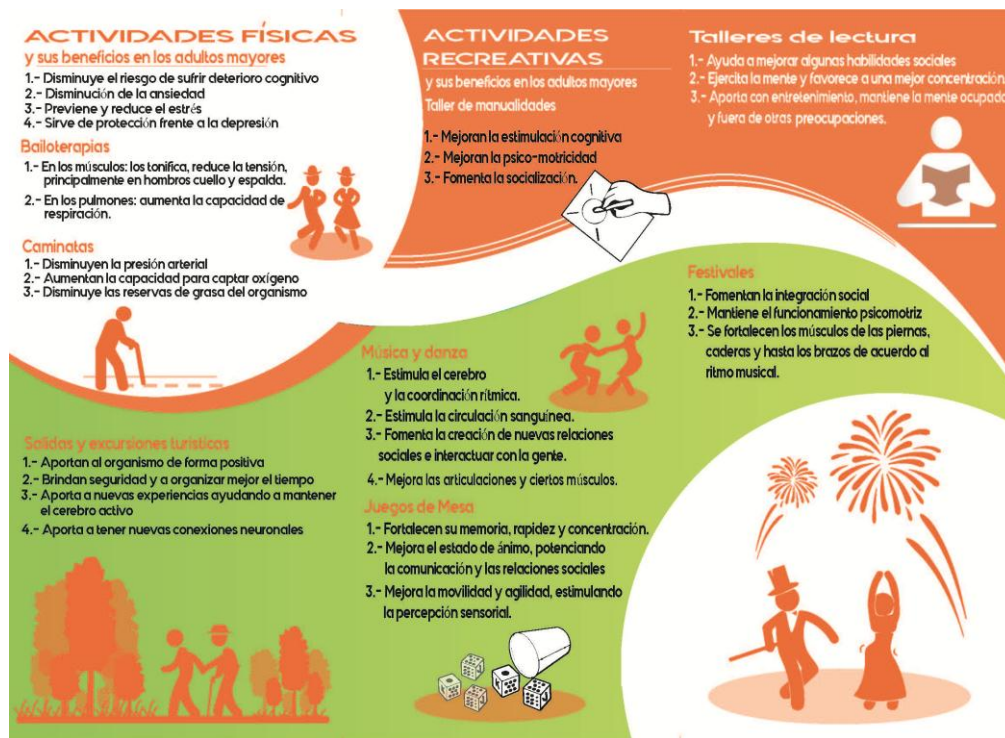 ACTIVIDADES FÍSICAS
y sus beneficios en los adultos mayores
1.- Disminuye el riesgo de sufrir deterioro cognitivo
2.- Disminución de la ansiedad
3.- Previene y reduce el estrés
4.- Sirve de protección frente a la depresión
Bailoterapias
1.- En los músculos: los tonifica, reduce la tensión,
principalmente en hombros cuello y espalda.
2.- En los pulmones: aumenta la capacidad de
respiración.
Caminatas
1.- Disminuyen la presión arterial
2.- Aumentan la capacidad para captar oxígeno
3.- Disminuye las reservas de grasa del organismo
Salidas y excursiones turísticas
1.- Aportan al organismo de forma positiva
2.- Brindan seguridad y a organizar mejor el tiempo
3.- Aporta a nuevas experiencias ayudando a mantener
el cerebro activo
4.- Aporta a tener nuevas conexiones neuronales
ACTIVIDADES
RECREATIVAS
y sus beneficios en los adultos mayores
Taller de manualidades
1.- Mejoran la estimulación cognitiva
2.- Mejoran la psico-motricidad
3.- Fomenta la socialización.
Música y danza
1.- Estimula el cerebro
y la coordinación rítmica.
2.- Estimula la circulación sanguínea.
3.- Fomenta la creación de nuevas relaciones
sociales e interactuar con la gente.
4.- Mejora las articulaciones y ciertos músculos.
Juegos de Mesa
1.- Fortalecen su memoria, rapidez y concentración.
2.- Mejora el estado de ánimo, potenciando
la comunicación y las relaciones sociales
3.- Mejora la movilidad y agilidad, estimulando
la percepción sensorial.
Talleres de lectura
1.- Ayuda a mejorar algunas habilidades sociales
2.- Ejercita la mente y favorece a una mejor concentración.
3.- Aporta con entretenimiento, mantiene la mente ocupada
y fuera de otras preocupaciones.
Festivales
1.- Fomentan la integración social
2.- Mantiene el funcionamiento psicomotriz
3.- Se fortalecen los músculos de las piernas,
caderas y hasta los brazos de acuerdo al
ritmo musical.